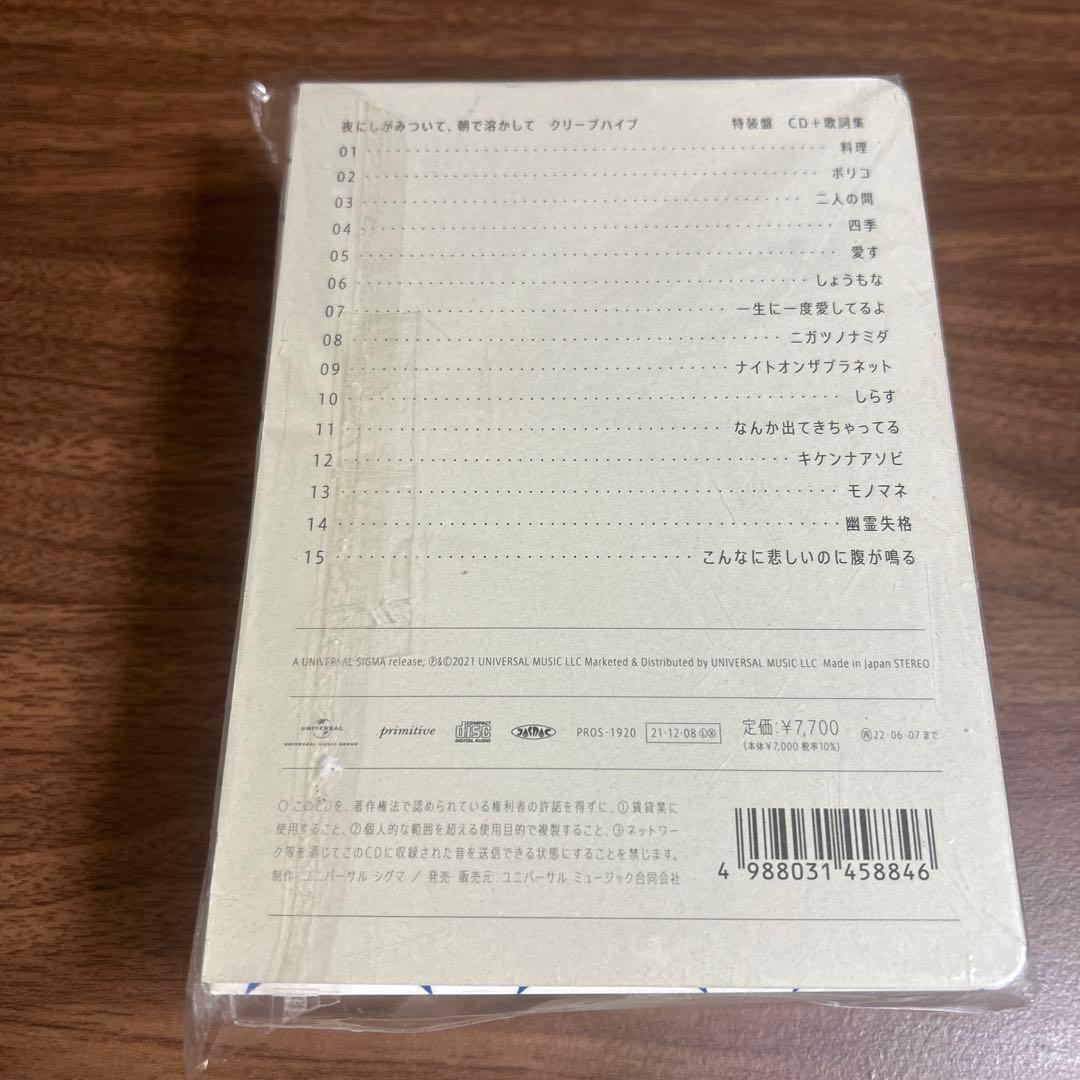 夜にしがみついて、朝で溶かして クリープハイプ 特装盤 CD+歌詞集
01 料理
02 ポリコ
03 二人の間
04 四季
05 愛す
06 しょうもな
07 一生に一度愛してるよ
08 ニガツノナミダ
09 ナイトオンザプラネット
10 しらす
11 なんか出てきちゃってる
12 キケンナアソビ
13 モノマネ
14 幽霊失格
15 こんなに悲しいのに腹が鳴る
A UNIVERSAL SIGMA release; ℗&©2021 UNIVERSAL MUSIC LLC Marketed & Distributed by UNIVERSAL MUSIC LLC Made in Japan STEREO
UNIVERSAL
UNIVERSAL MUSIC GROUP
primitive
COMPACT
disc
DIGITAL AUDIO
JASRAC
PROS-1920
21・12・08 Ⓛ Ⓧ
定価:¥7,700
(本体¥7,000 税率10%)
㊢22・06・07まで
○このCDを、著作権法で認められている権利者の許諾を得ずに、①賃貸業に
使用すること、②個人的な範囲を超える使用目的で複製すること、③ネットワー
ク等を通じてこのCDに収録された音を送信できる状態にすることを禁じます。
制作:ユニバーサル シグマ / 発売・販売元:ユニバーサル ミュージック合同会社
4 988031 458846